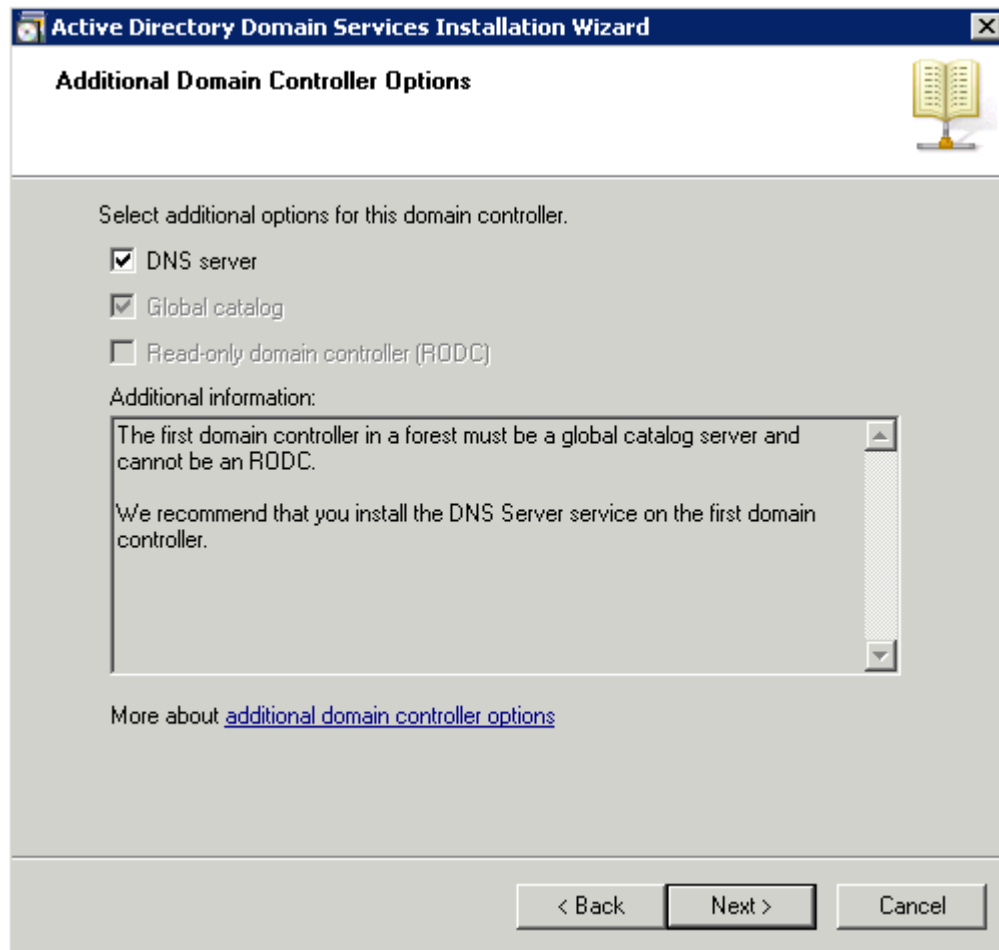 Active Directory Domain Services Installation Wizard
Additional Domain Controller Options
Select additional options for this domain controller.
DNS server
Global catalog
Read-only domain controller (RODC)
Additional information:
The first domain controller in a forest must be a global catalog server and
cannot be an RODC.
We recommend that you install the DNS Server service on the first domain
controller.
More about additional domain controller options
< Back
Next >
Cancel